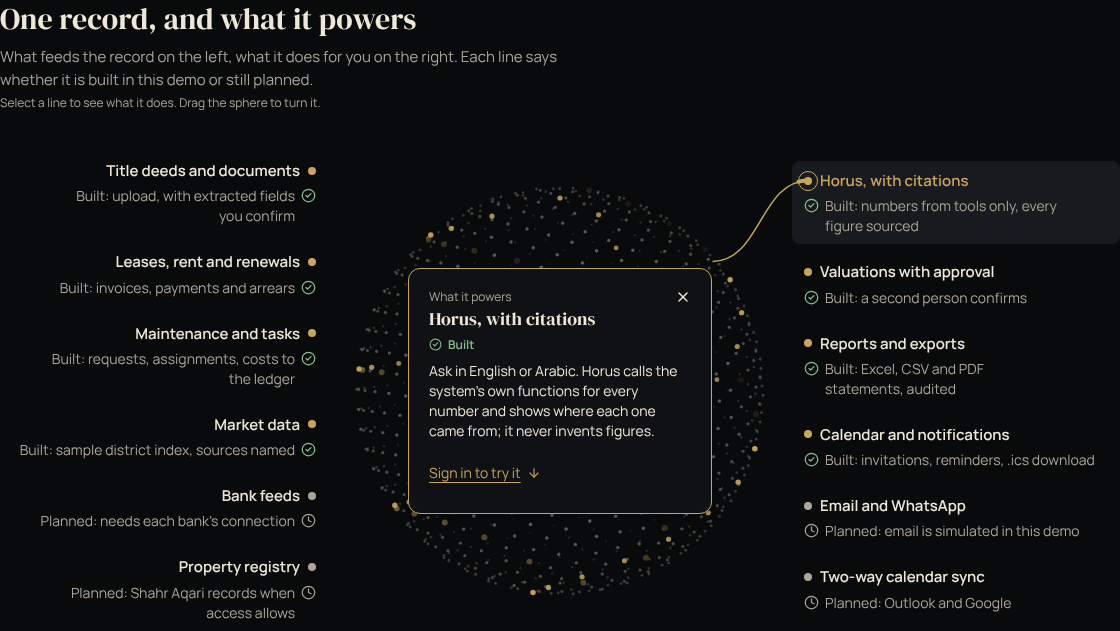 One record, and what it powers
What feeds the record on the left, what it does for you on the right. Each line says
whether it is built in this demo or still planned.
Select a line to see what it does. Drag the sphere to turn it.
Title deeds and documents
Built: upload, with extracted fields
you confirm
Leases, rent and renewals
Built: invoices, payments and arrears
Maintenance and tasks
Built: requests, assignments, costs to
the ledger
Market data
Built: sample district index, sources named
Bank feeds
Planned: needs each bank's connection
Property registry
Planned: Shahr Aqari records when
access allows
What it powers
Horus, with citations
Built
Ask in English or Arabic. Horus calls the
system's own functions for every
number and shows where each one
came from; it never invents figures.
Sign in to try it
Horus, with citations
Built: numbers from tools only, every
figure sourced
Valuations with approval
Built: a second person confirms
Reports and exports
Built: Excel, CSV and PDF
statements, audited
Calendar and notifications
Built: invitations, reminders, .ics download
Email and WhatsApp
Planned: email is simulated in this demo
Two-way calendar sync
Planned: Outlook and Google